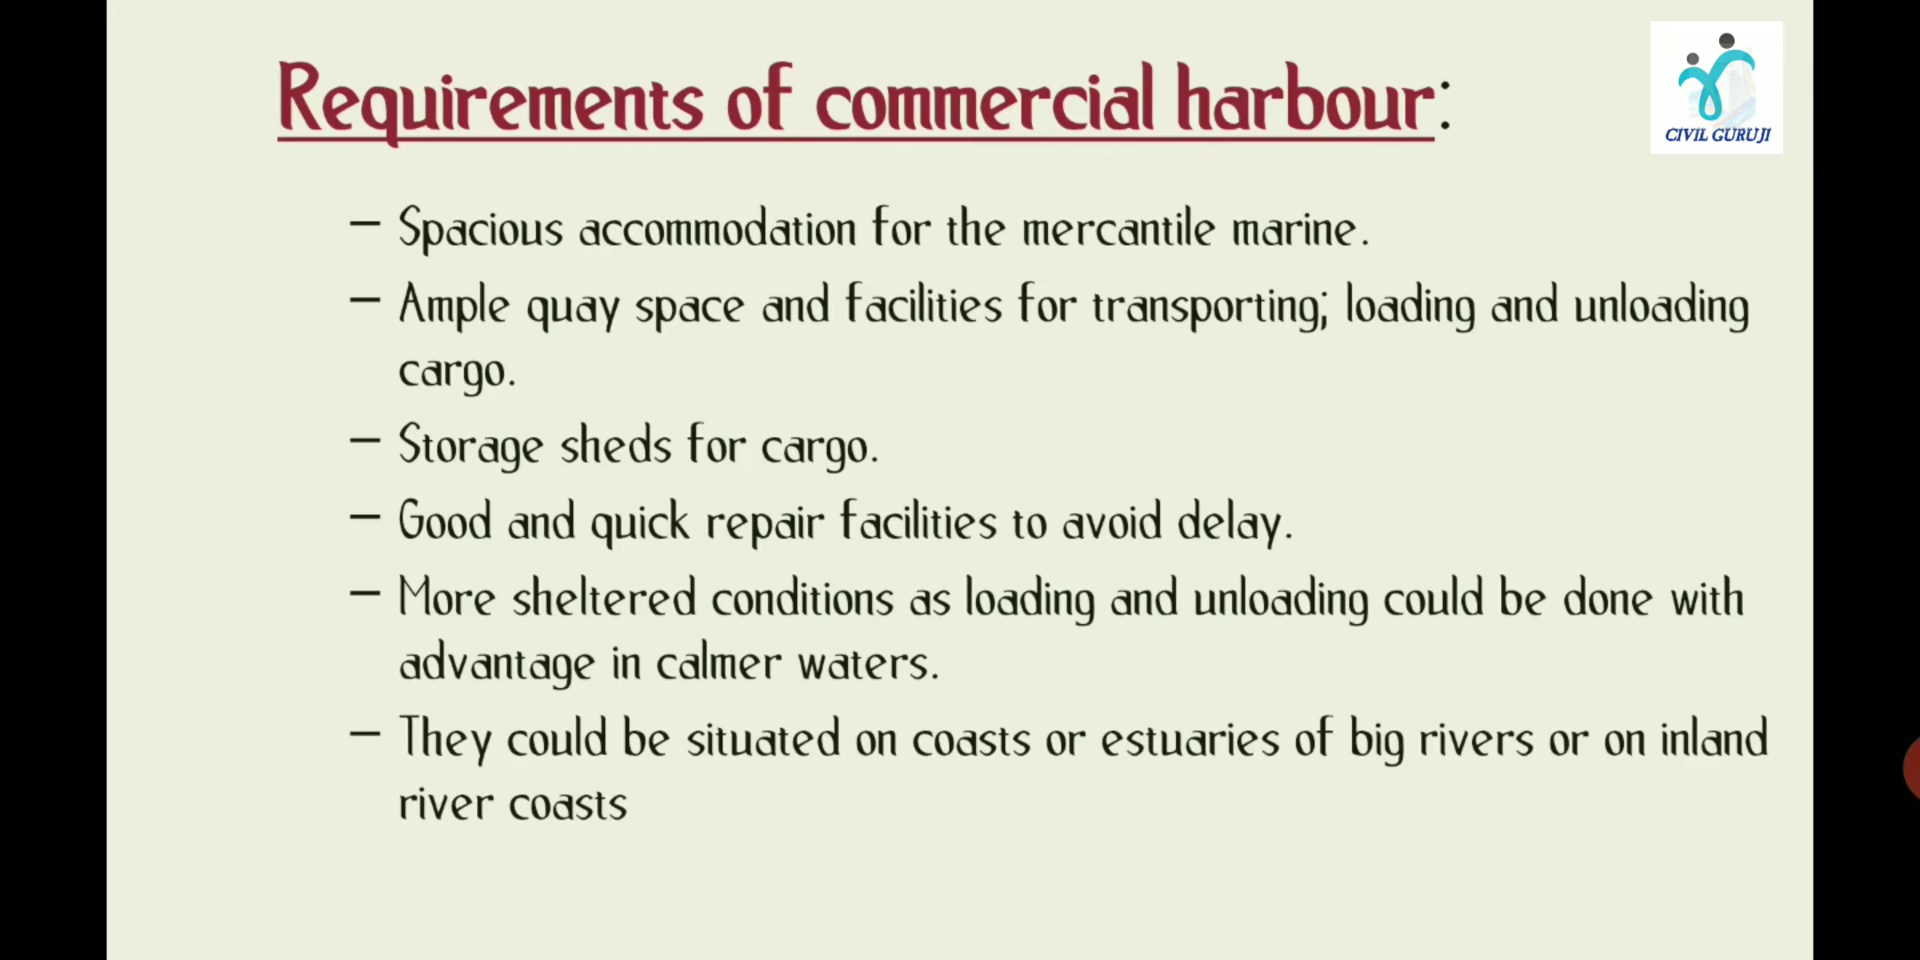 Requirements of commercial harbour:
CIVIL GURUJI
– Spacious accommodation for the mercantile marine.
– Ample quay space and facilities for transporting; loading and unloading
cargo.
– Storage sheds for cargo.
– Good and quick repair facilities to avoid delay.
– More sheltered conditions as loading and unloading could be done with
advantage in calmer waters.
– They could be situated on coasts or estuaries of big rivers or on inland
river coasts